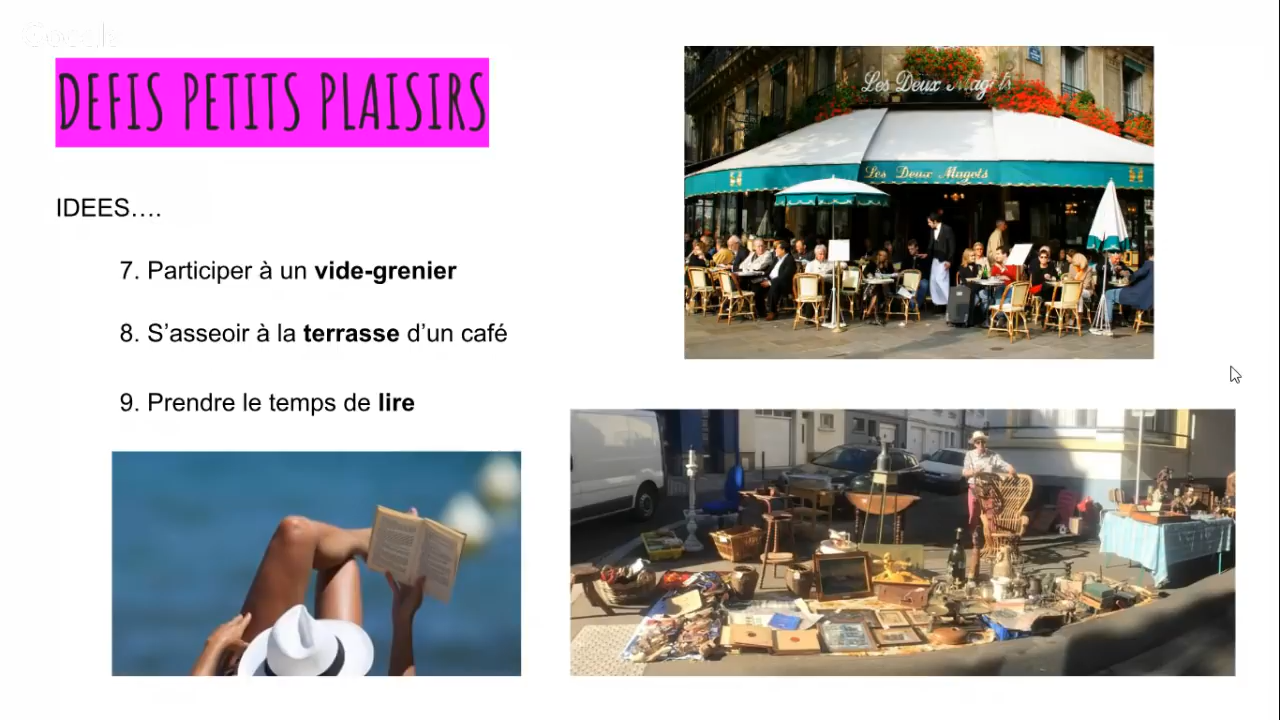 DEFIS PETITS PLAISIRS
IDEES….
7. Participer à un vide-grenier
8. S’asseoir à la terrasse d’un café
9. Prendre le temps de lire
Les Deux Magots
Les Deux Magots